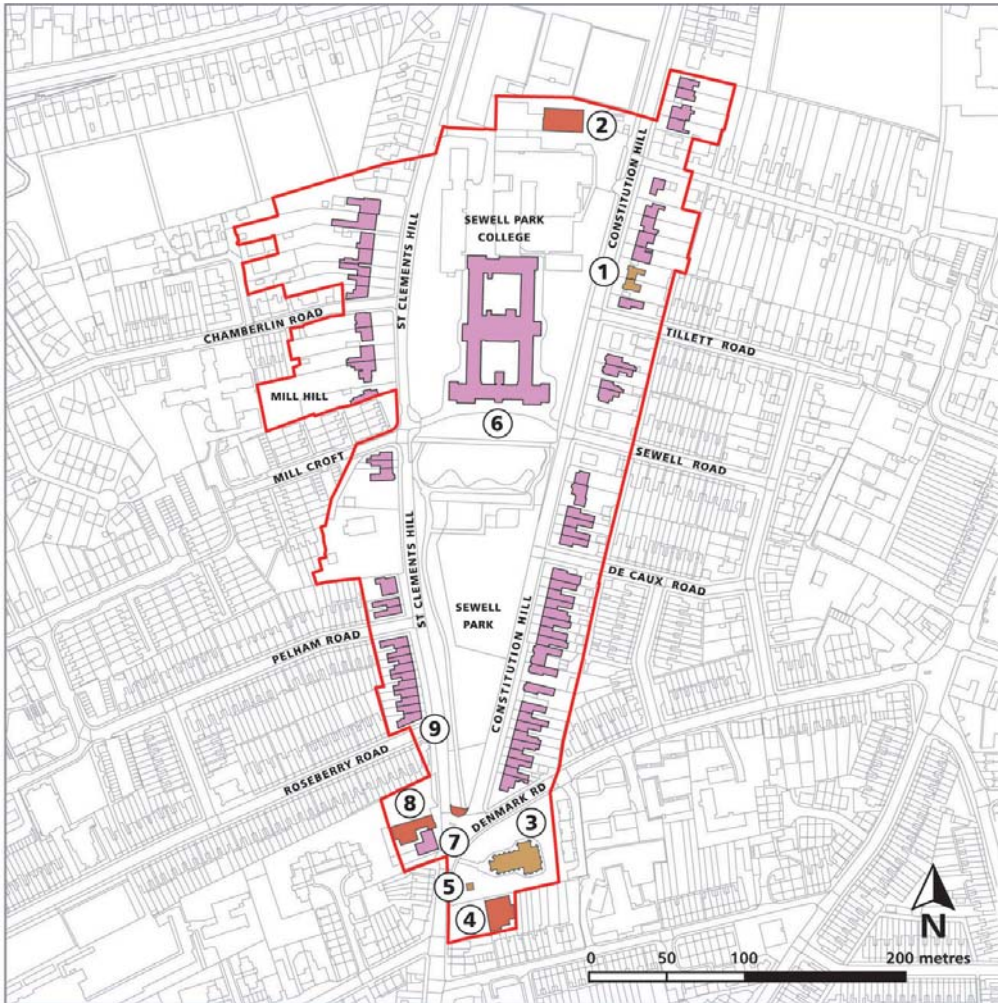 2
CONSTITUTION HILL
SEWELL PARK
COLLEGE
ST CLEMENTS HILL
1
CHAMBERLIN ROAD
TILLETT ROAD
MILL HILL
6
MILL CROFT
SEWELL ROAD
ST CLEMENTS HILL
DE CAUX ROAD
SEWELL
PARK
PELHAM ROAD
CONSTITUTION HILL
9
ROSEBERRY ROAD
8
DENMARK RD
3
7
5
4
N
0 100 200 metres